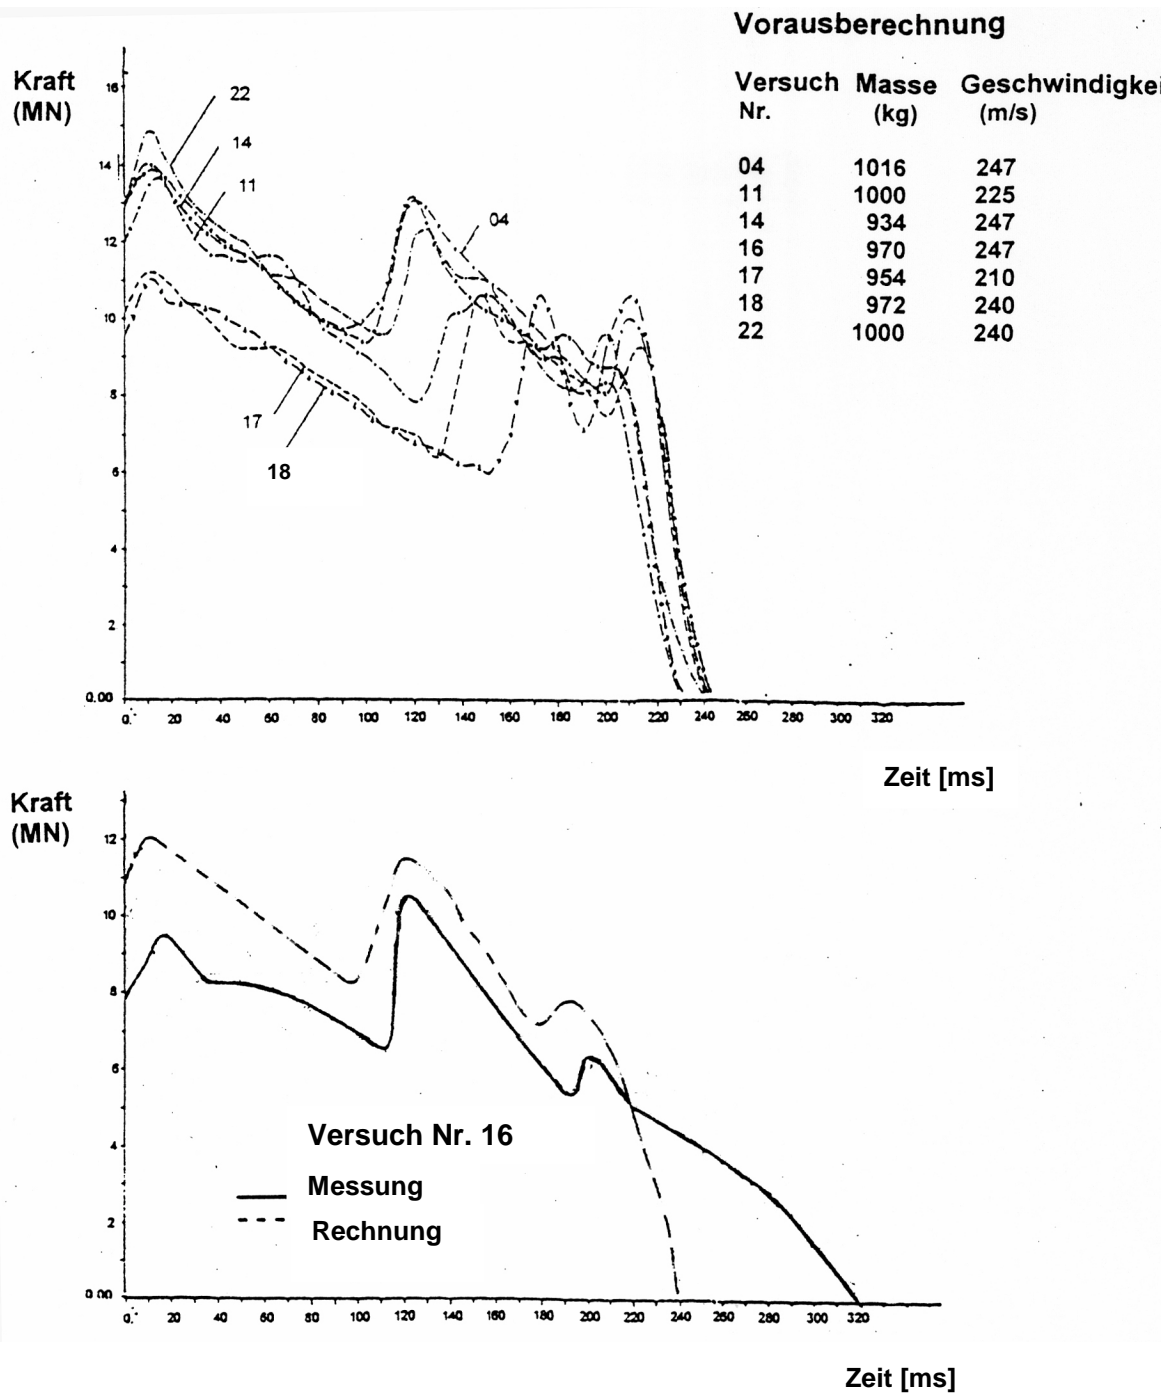 Vorausberechnung
Versuch Masse Geschwindigkei
Nr. (kg) (m/s)
04 1016 247
11 1000 225
14 934 247
16 970 247
17 954 210
18 972 240
22 1000 240
Kraft
(MN)
16
14
12
10
8
6
4
2
0.00
22
14
11
04
17
18
0. 20 40 60 80 100 120 140 160 180 200 220 240 260 280 300 320
Zeit [ms]
Kraft
(MN)
12
10
8
6
4
2
0.00
Versuch Nr. 16
Messung
Rechnung
0. 20 40 60 80 100 120 140 160 180 200 220 240 260 280 300 320
Zeit [ms]